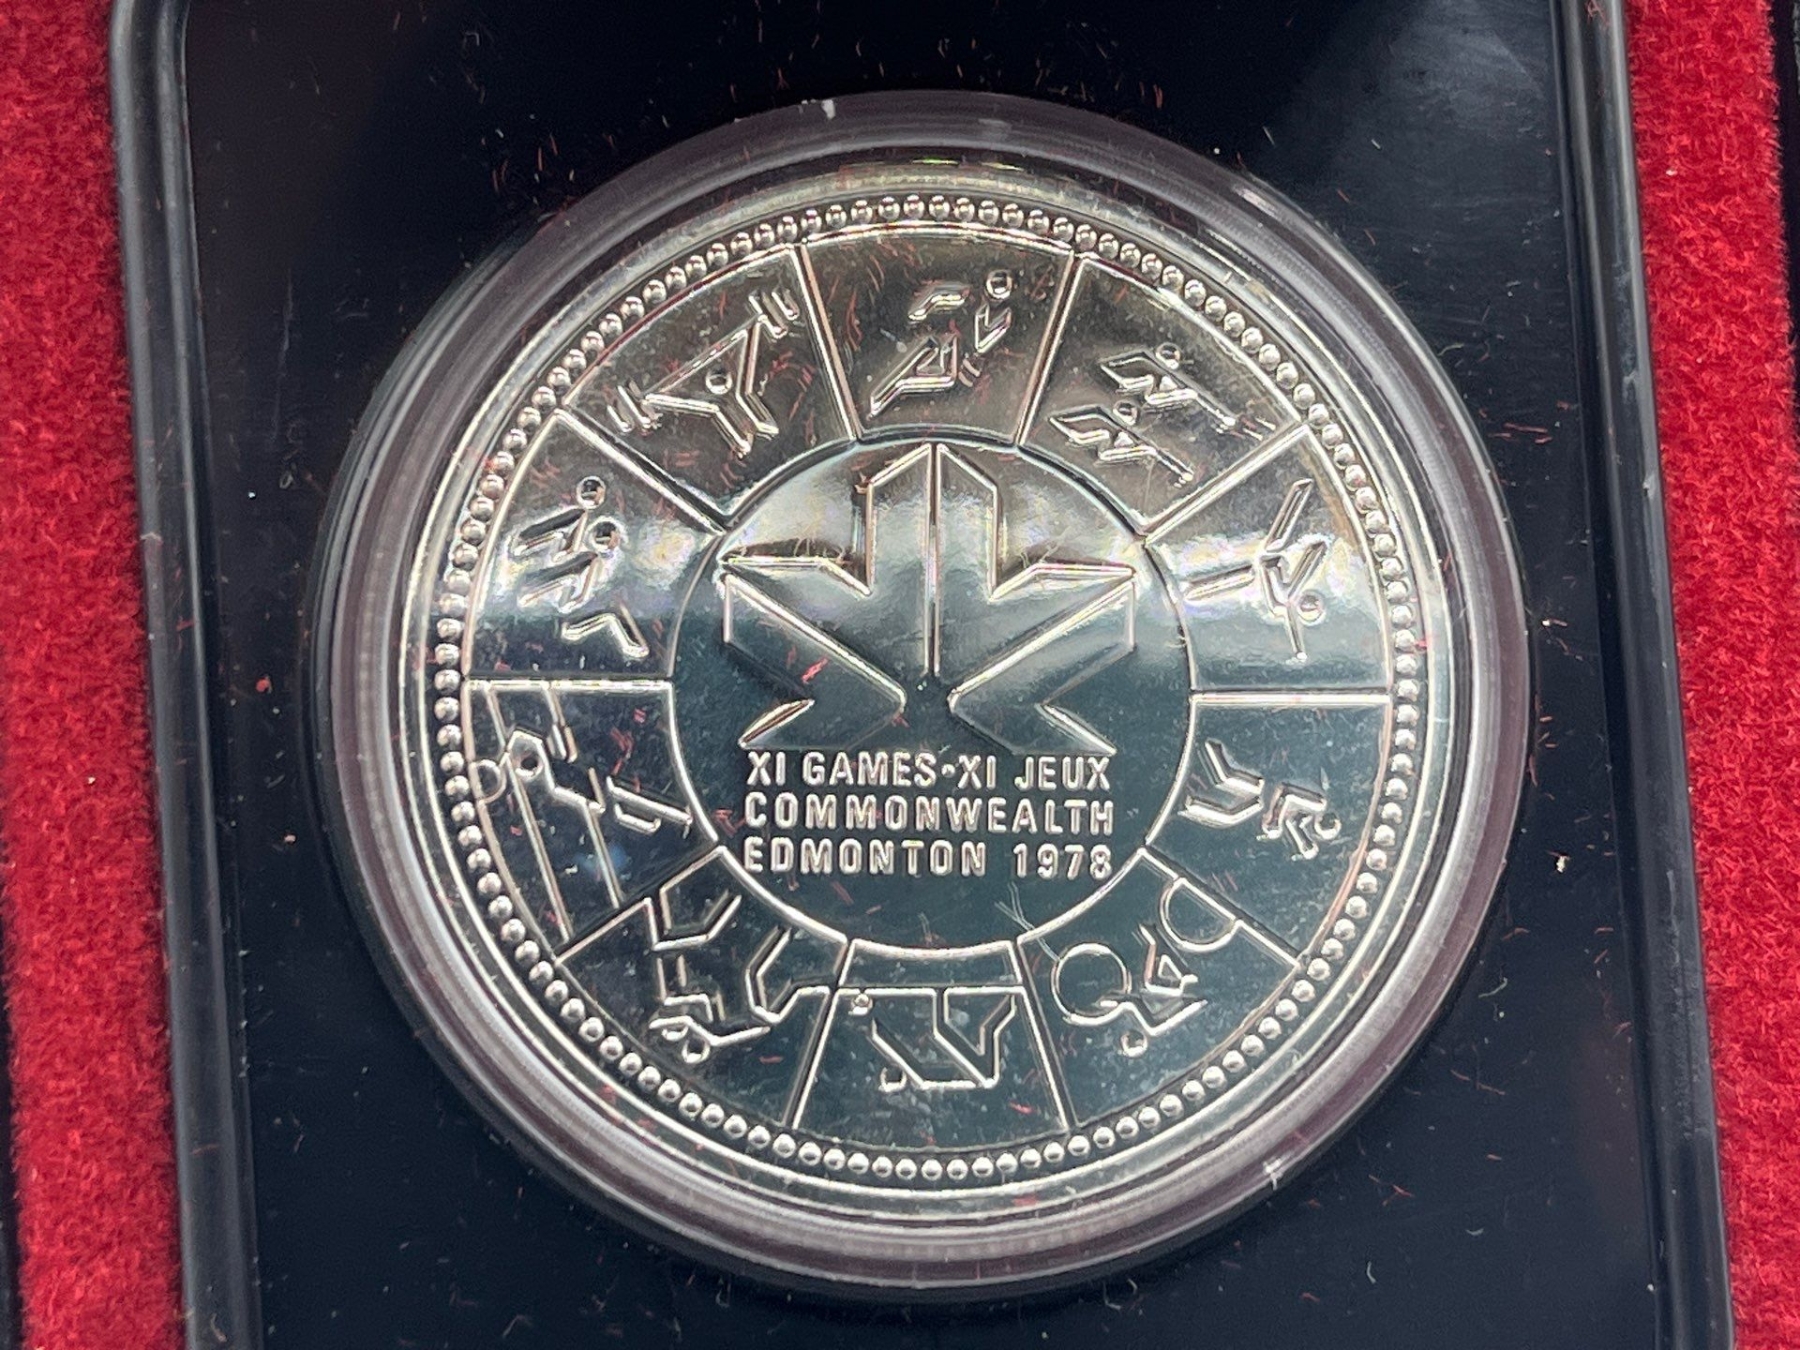 XI GAMES•XI JEUX
COMMONWEALTH
EDMONTON 1978